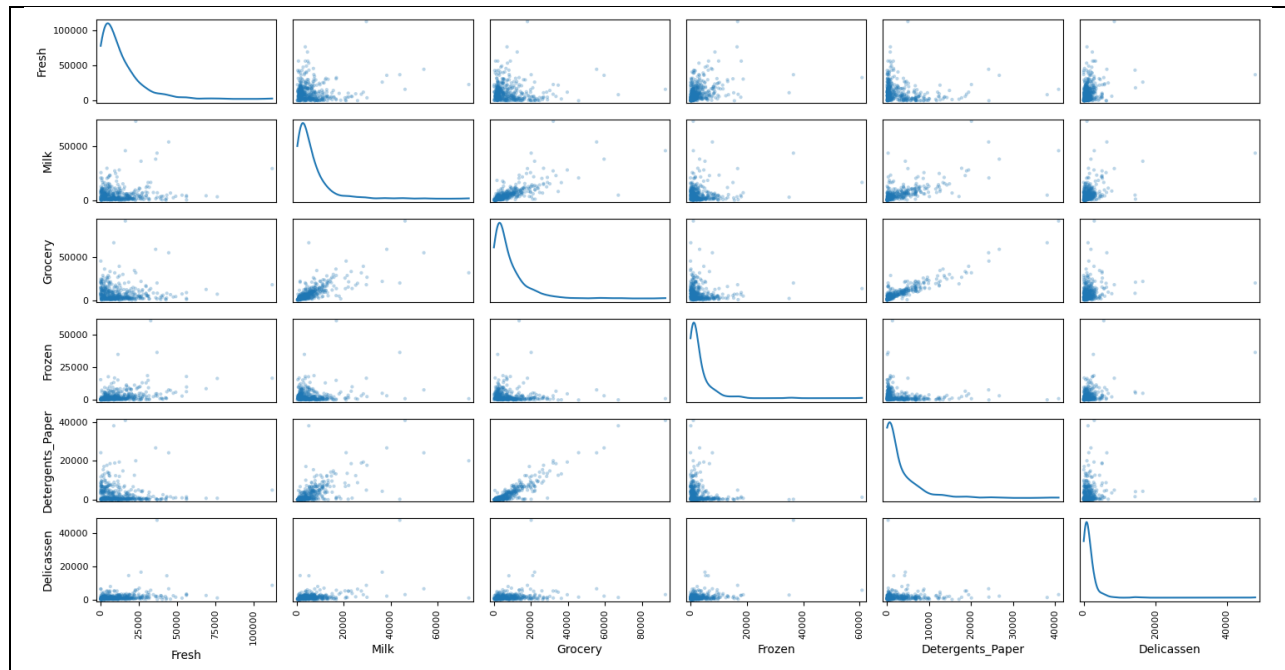 100000
50000
0
Fresh
50000
0
Milk
50000
0
Grocery
50000
25000
0
Frozen
40000
20000
0
Detergents_Paper
40000
20000
0
Delicassen
0 25000 50000 75000 100000
Fresh
0 20000 40000 60000
Milk
0 20000 40000 60000 80000
Grocery
0 20000 40000 60000
Frozen
0 10000 20000 30000 40000
Detergents_Paper
0 20000 40000
Delicassen